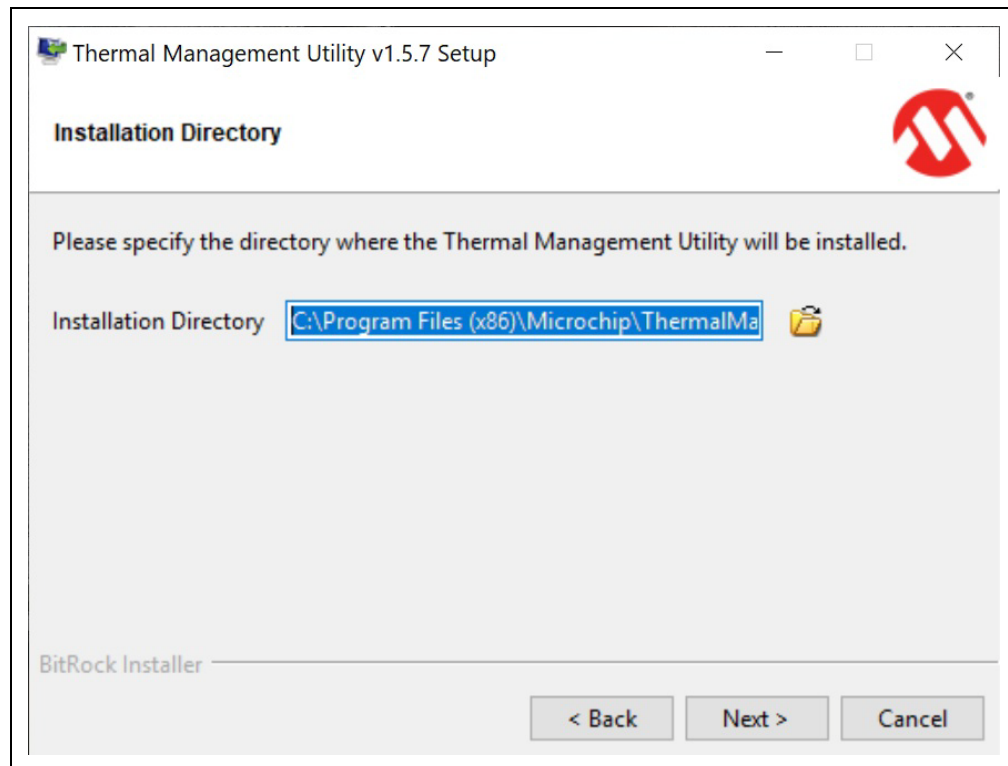 Thermal Management Utility v1.5.7 Setup
Installation Directory
®
Please specify the directory where the Thermal Management Utility will be installed.
Installation Directory C:\Program Files (x86)\Microchip\ThermalMa
BitRock Installer
< Back Next > Cancel